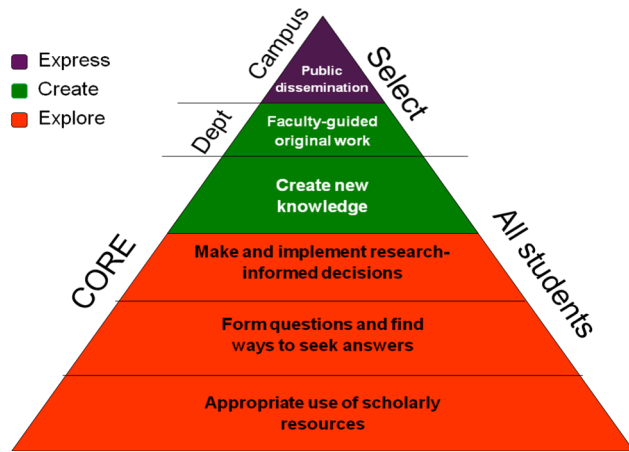 Express
Create
Explore
Campus
Select
Dept
CORE
All students
Public
dissemination
Faculty-guided
original work
Create new
knowledge
Make and implement research-
informed decisions
Form questions and find
ways to seek answers
Appropriate use of scholarly
resources